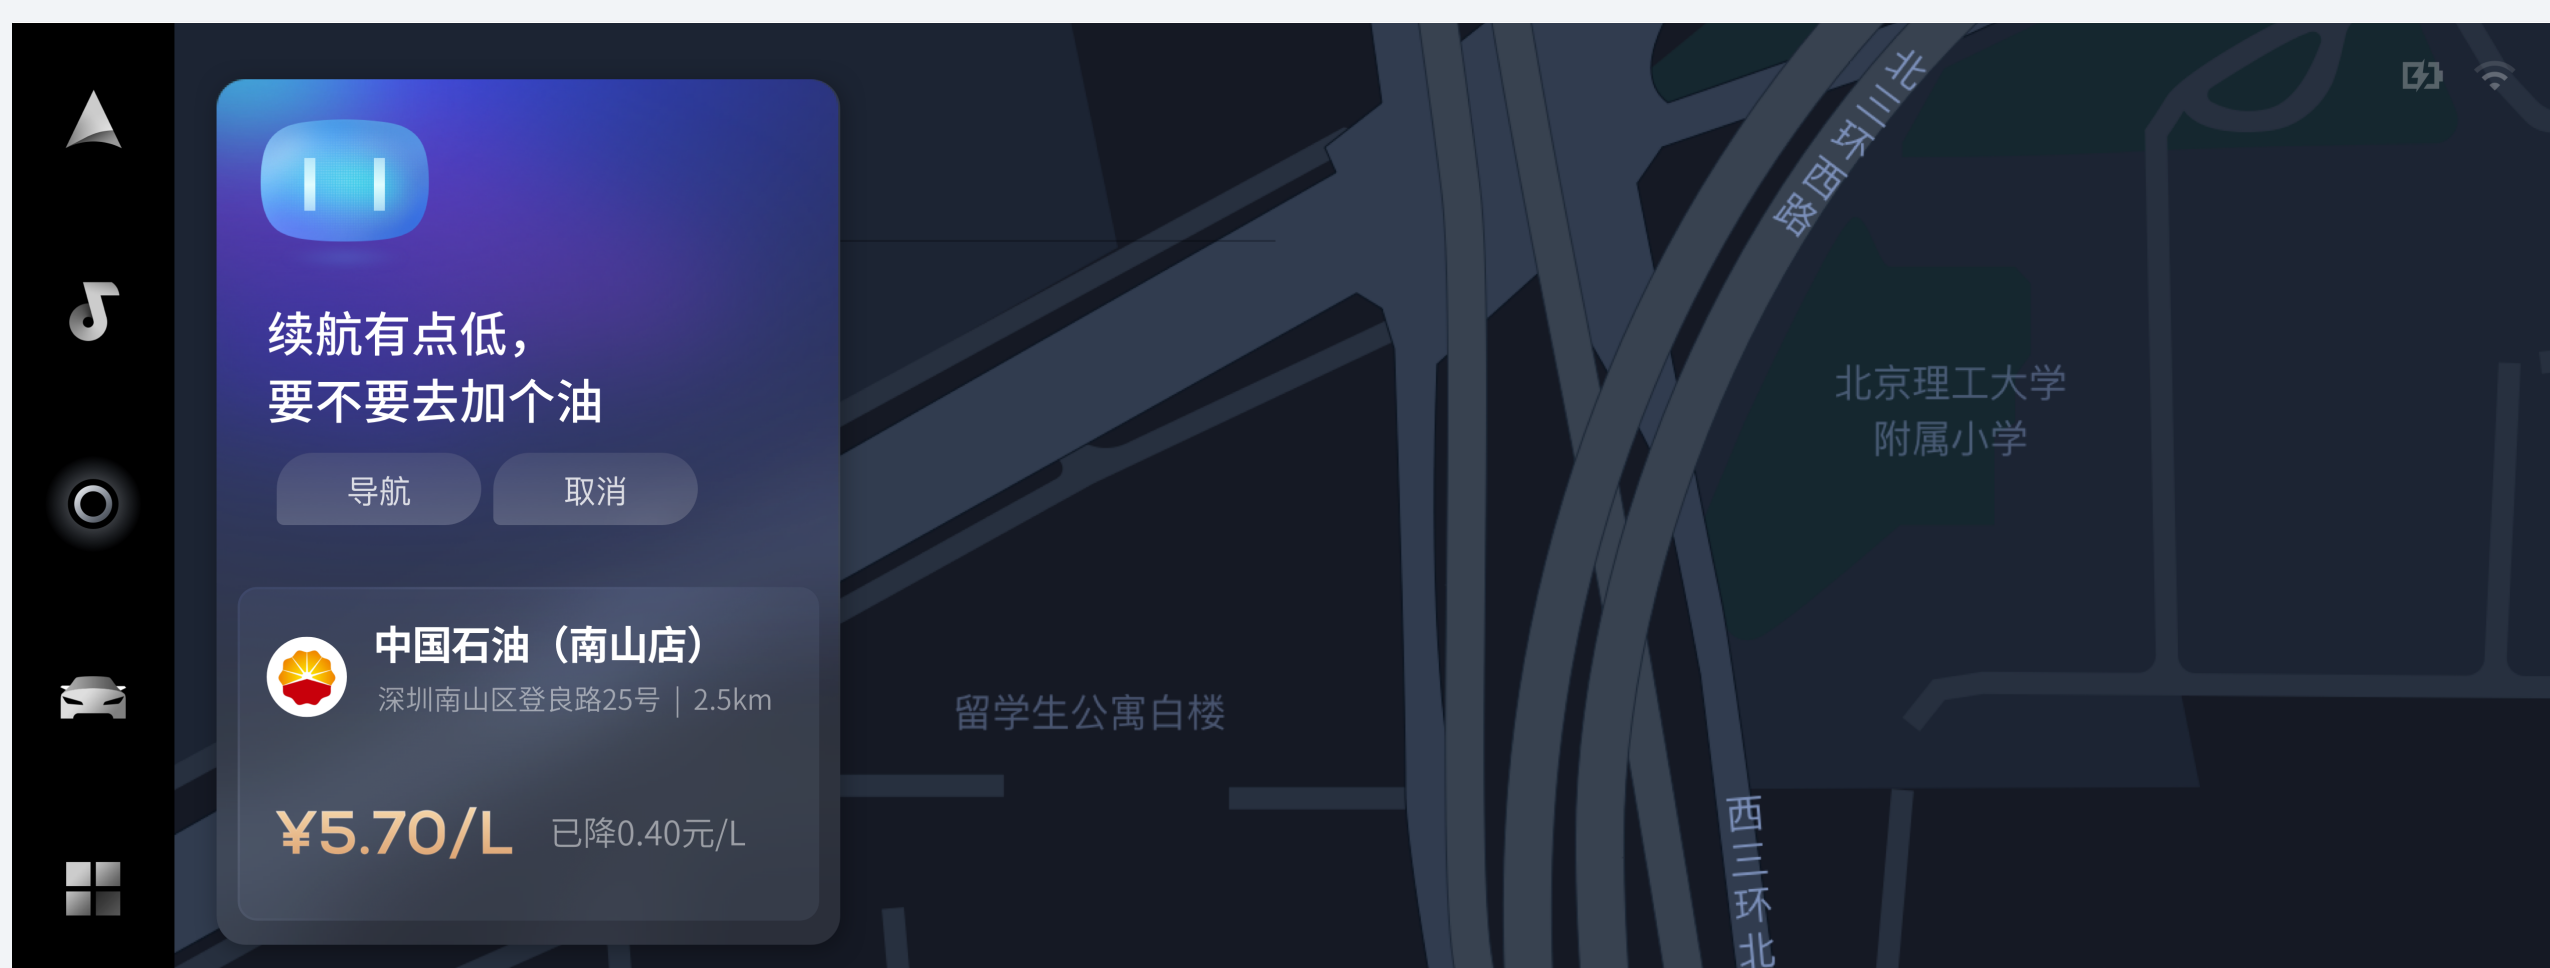 续航有点低，
要不要去加个油
导航
取消
中国石油（南山店）
深圳南山区登良路25号 | 2.5km
¥5.70/L
已降0.40元/L
北三环西路
北京理工大学
附属小学
留学生公寓白楼
西三环北